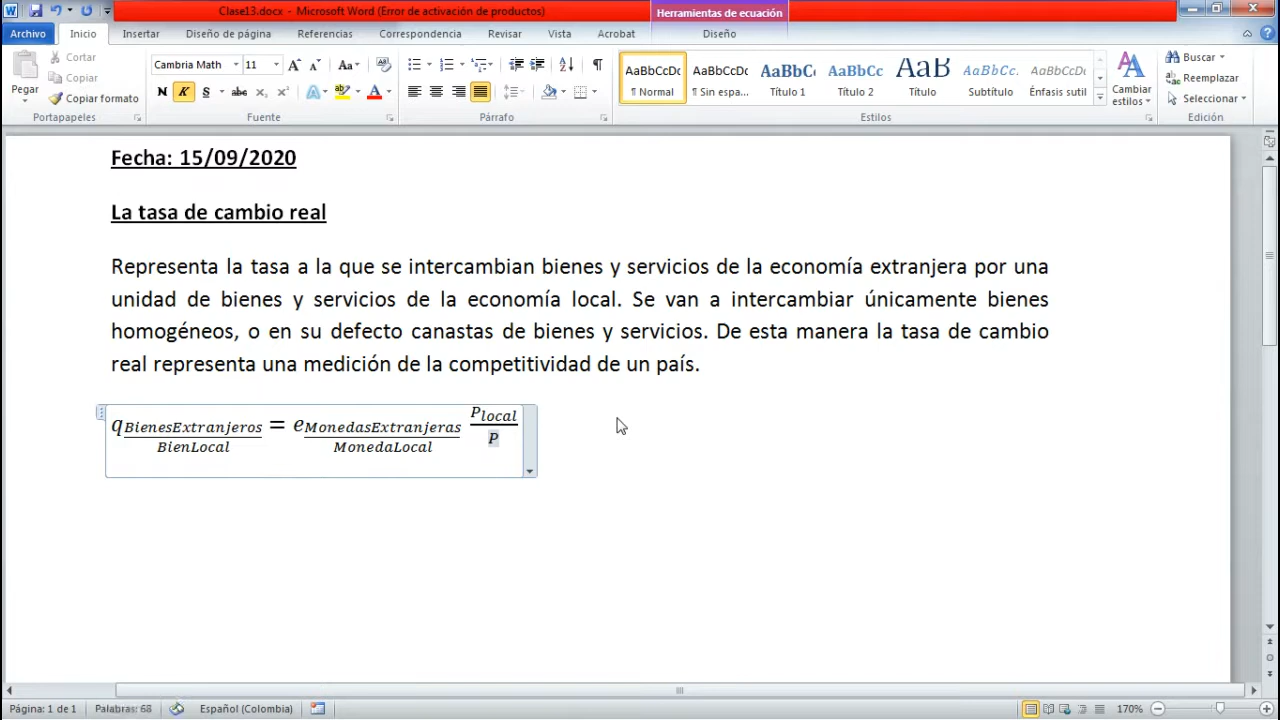 Clase13.docx - Microsoft Word (Error de activación de productos)
Herramientas de ecuación
Archivo Inicio Insertar Diseño de página Referencias Correspondencia Revisar Vista Acrobat Diseño
Pegar
Cortar
Copiar
Copiar formato
Cambria Math 11
N K S abc x₂ x² A A
AaBbCcDc AaBbCcDc AaBbC AaBbCc AaB AaBbCc. AaBbCcDc
¶ Normal ¶ Sin espa... Título 1 Título 2 Título Subtítulo Énfasis sutil
Cambiar estilos
Buscar
Reemplazar
Seleccionar
Portapapeles Fuente Párrafo Estilos Edición
Fecha: 15/09/2020
La tasa de cambio real
Representa la tasa a la que se intercambian bienes y servicios de la economía extranjera por una
unidad de bienes y servicios de la economía local. Se van a intercambiar únicamente bienes
homogéneos, o en su defecto canastas de bienes y servicios. De esta manera la tasa de cambio
real representa una medición de la competitividad de un país.
q BienesExtranjeros/BienLocal = e MonedasExtranjeras/MonedaLocal P local/P
Página: 1 de 1 Palabras: 68 Español (Colombia) 170%